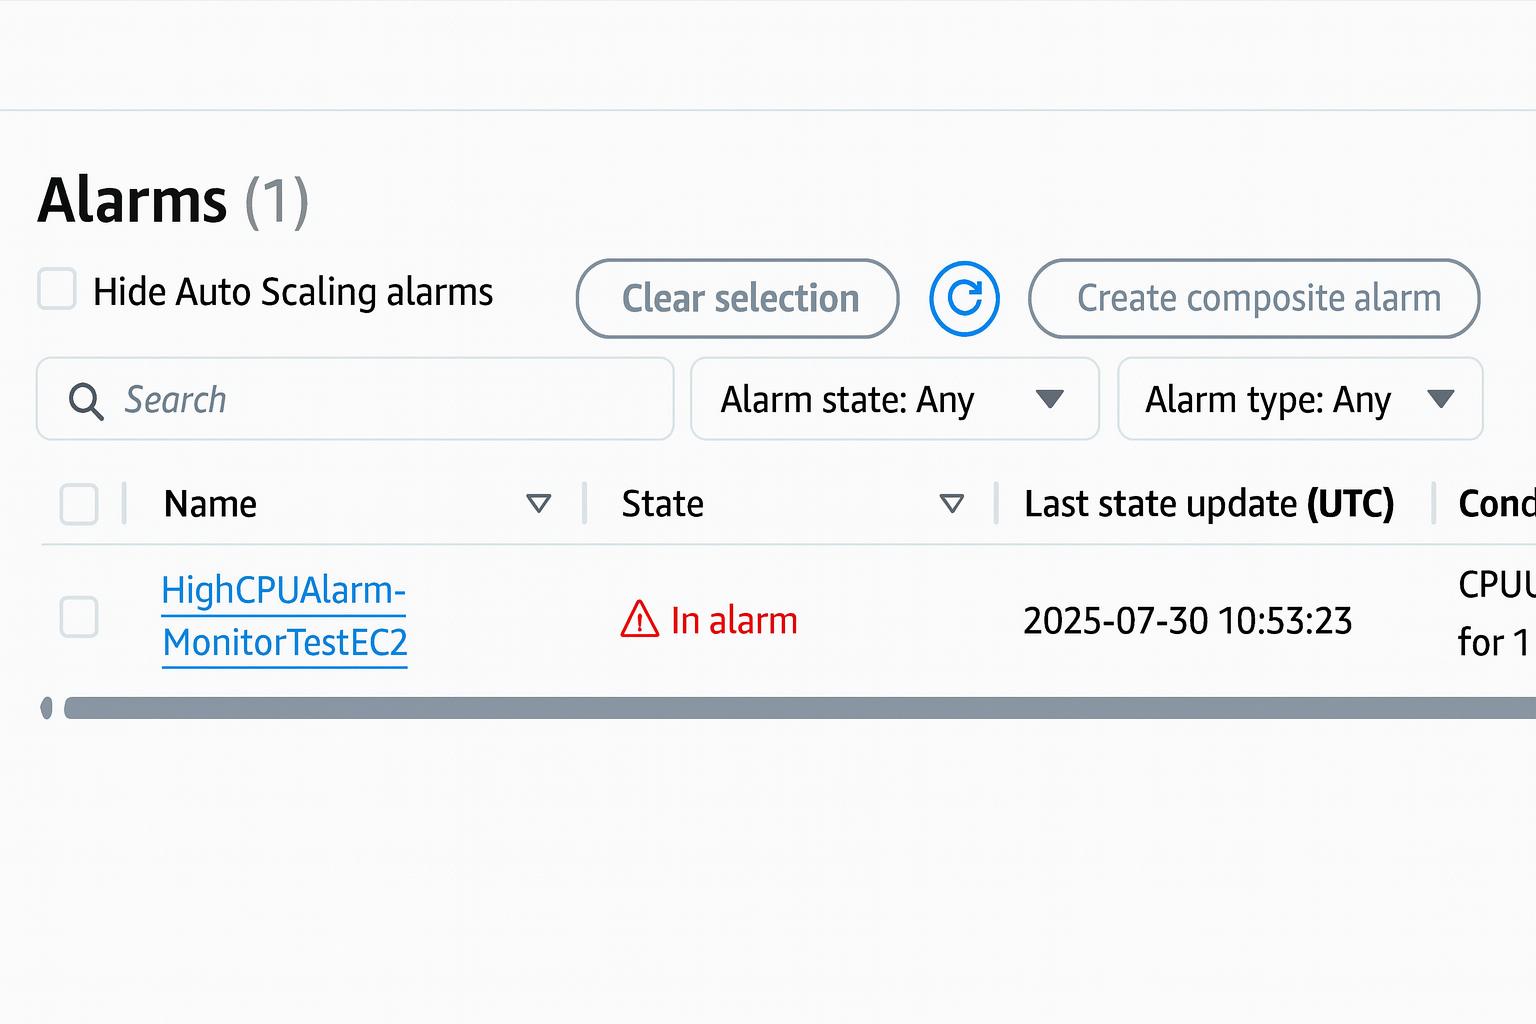 Alarms (1)
Hide Auto Scaling alarms
Clear selection
Create composite alarm
Search
Alarm state: Any
Alarm type: Any
Name
State
Last state update (UTC)
Cond
HighCPUAlarm-
MonitorTestEC2
In alarm
2025-07-30 10:53:23
CPUU
for 1